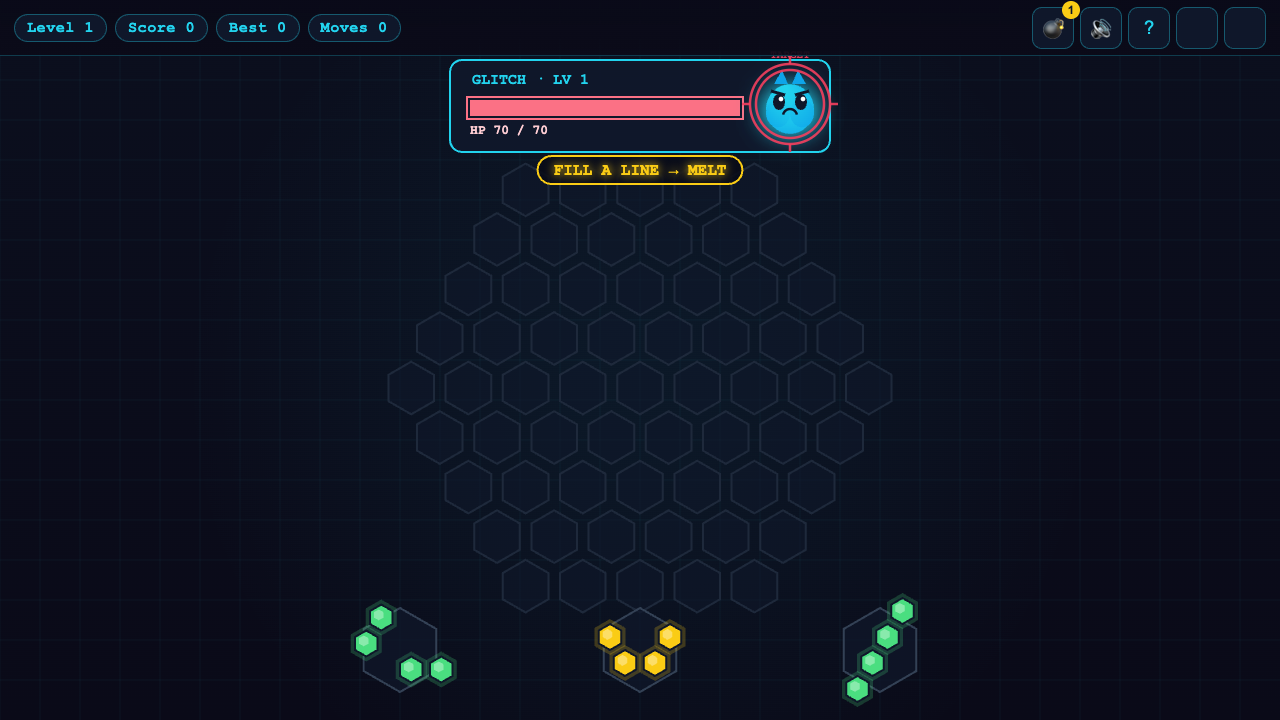 Level 1
Score 0
Best 0
Moves 0
1
?
GLITCH · LV 1
HP 70 / 70
FILL A LINE → MELT